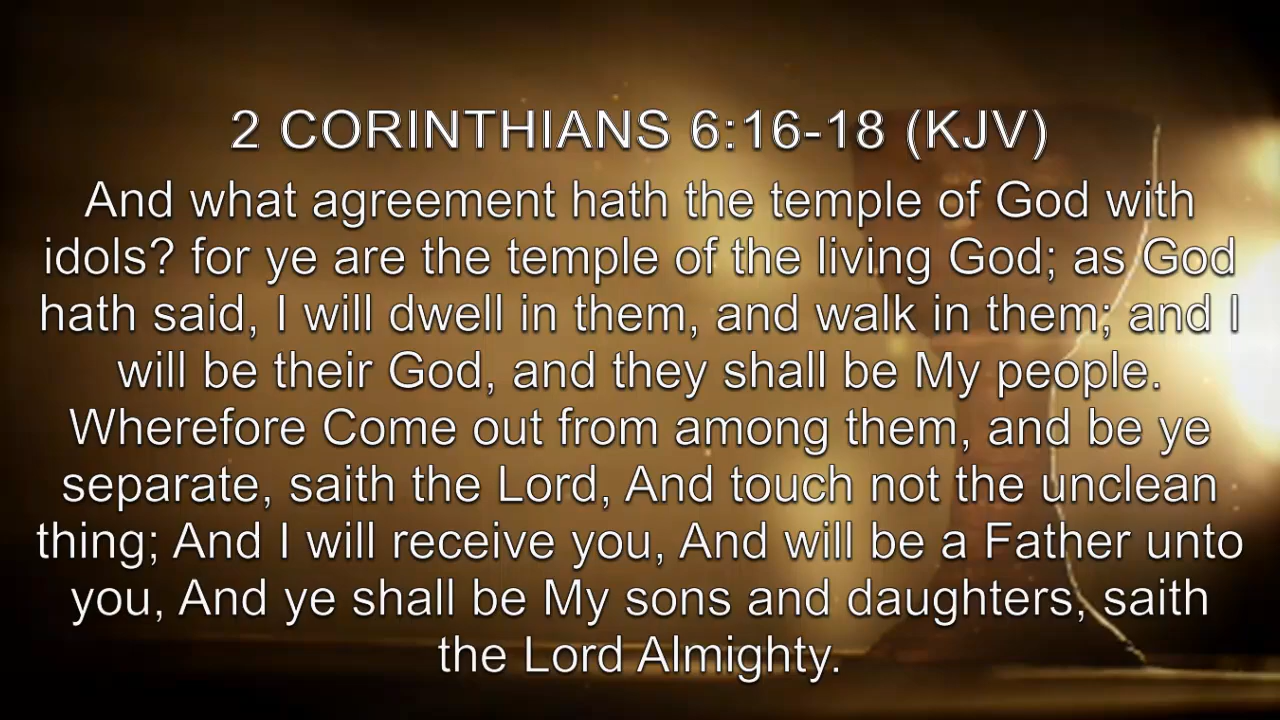 2 CORINTHIANS 6:16-18 (KJV)
And what agreement hath the temple of God with
idols? for ye are the temple of the living God; as God
hath said, I will dwell in them, and walk in them; and I
will be their God, and they shall be My people.
Wherefore Come out from among them, and be ye
separate, saith the Lord, And touch not the unclean
thing; And I will receive you, And will be a Father unto
you, And ye shall be My sons and daughters, saith
the Lord Almighty.